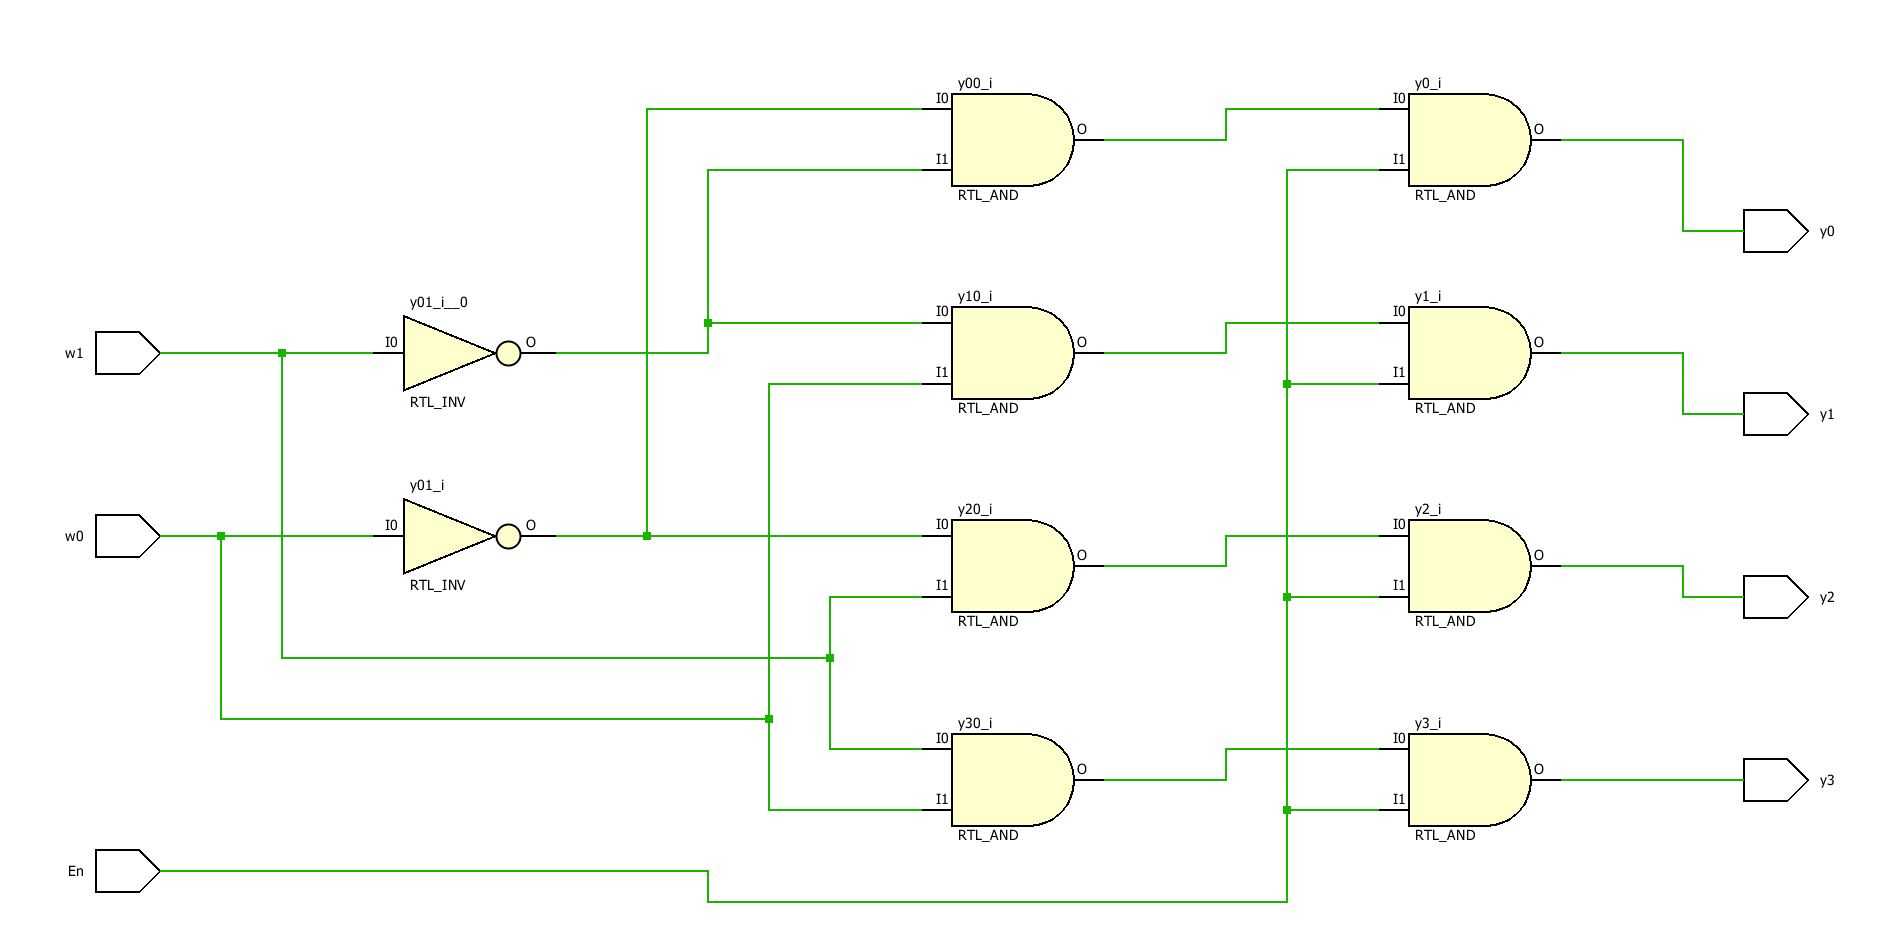 y00_i
I0
I1
O
RTL_AND
y0_i
I0
I1
O
RTL_AND
y0
y01_i__0
w1
I0
O
RTL_INV
y10_i
I0
I1
O
RTL_AND
y1_i
I0
I1
O
RTL_AND
y1
y01_i
w0
I0
O
RTL_INV
y20_i
I0
I1
O
RTL_AND
y2_i
I0
I1
O
RTL_AND
y2
y30_i
I0
I1
O
RTL_AND
y3_i
I0
I1
O
RTL_AND
y3
En